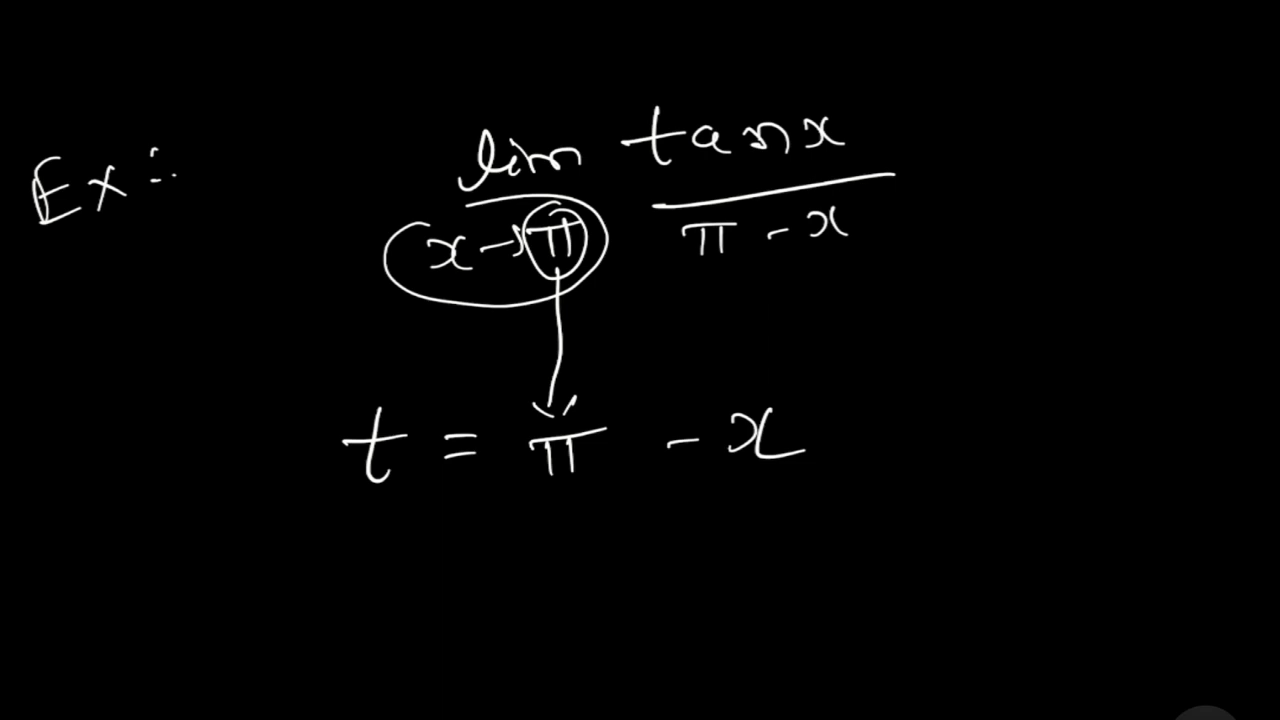 Ex :-
lim tanx
x→π π - x
t = π - x